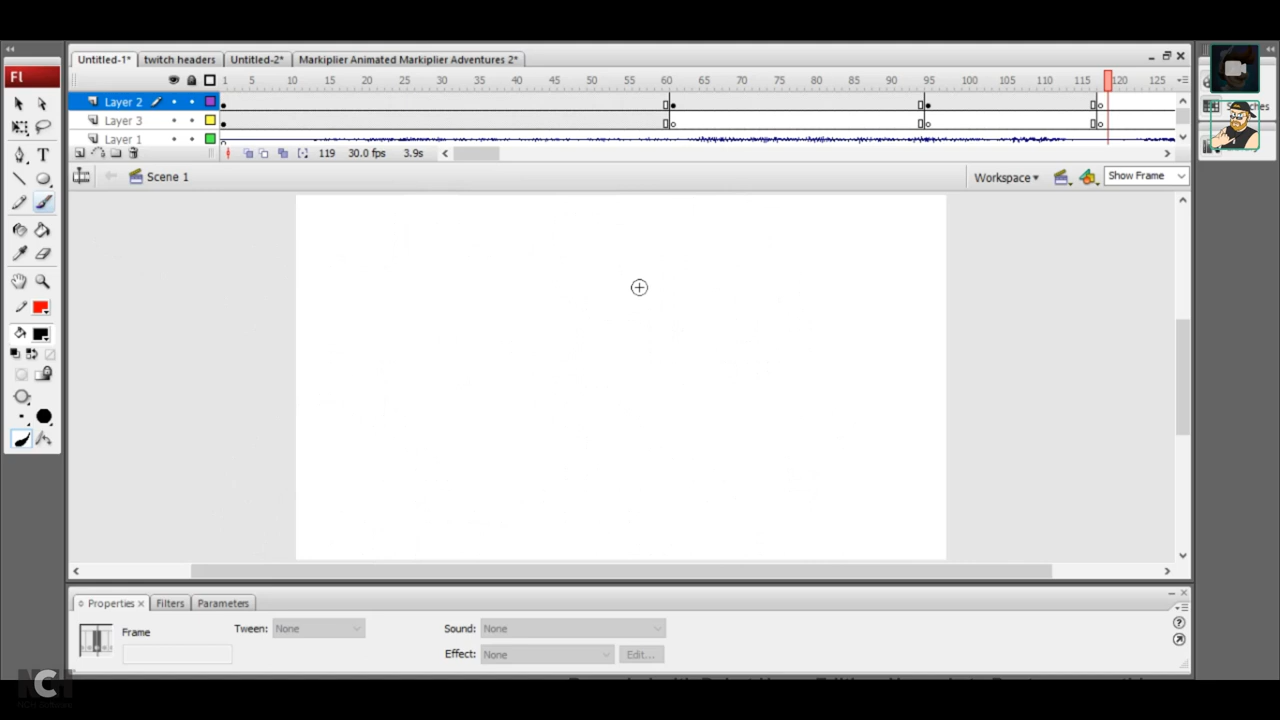 Untitled-1* twitch headers Untitled-2* Markiplier Animated Markiplier Adventures 2*
Fl
1 5 10 15 20 25 30 35 40 45 50 55 60 65 70 75 80 85 90 95 100 105 110 115 120 125
Layer 2
Layer 3
Layer 1
119 30.0 fps 3.9s
Scene 1
Workspace
Show Frame
Properties Filters Parameters
Frame
Tween: None
Sound: None
Effect: None
Edit...
NCH
NCH Software